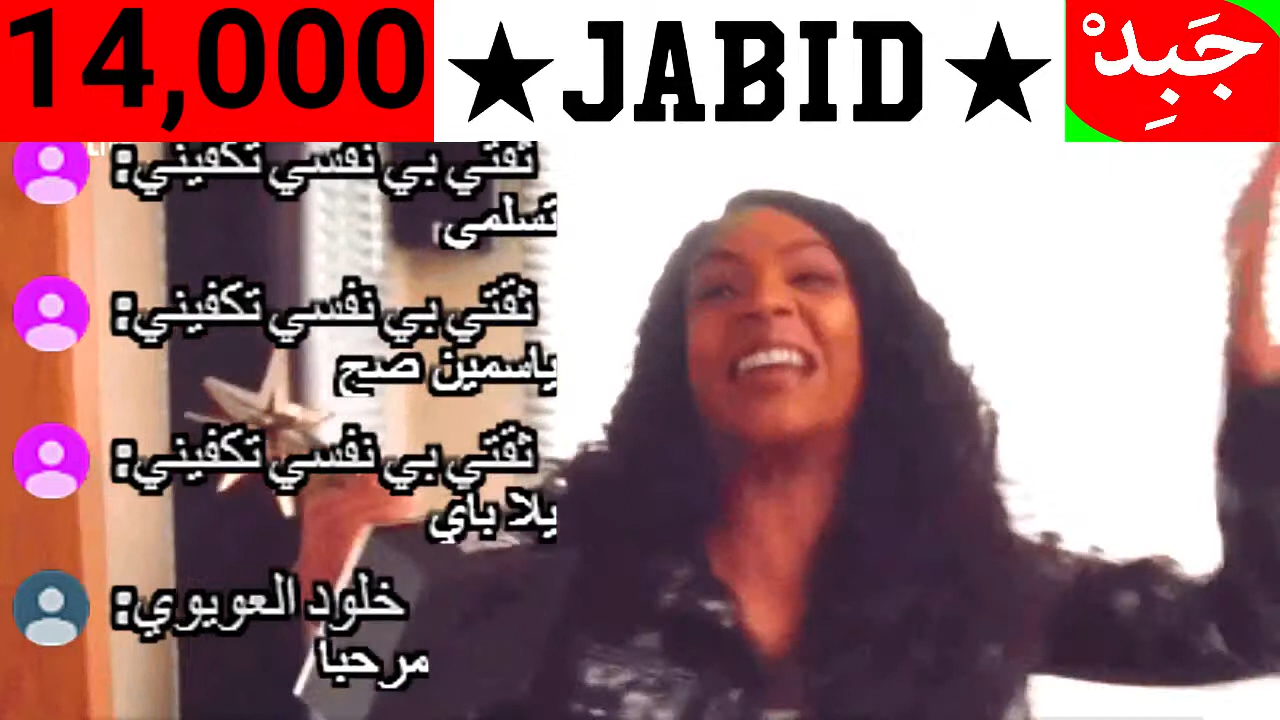 14,000
★JABID★
جَبِدْ
ثقتي بي نفسي تكفيني:
تسلمي
ثقتي بي نفسي تكفيني:
ياسمين صح
ثقتي بي نفسي تكفيني:
يلا باي
خلود العويوي:
مرحبا